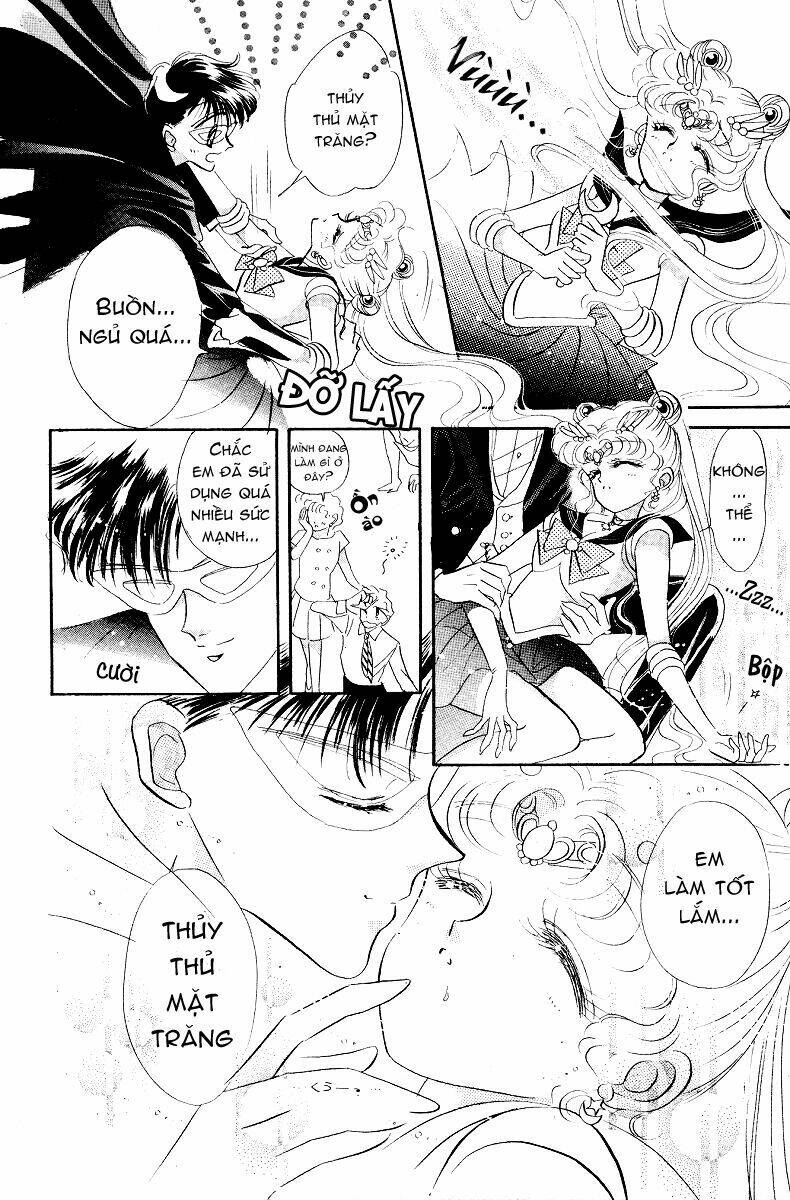 VÙÙÙ...
THỦY
THỦ MẶT
TRĂNG?
BUỒN...
NGỦ QUÁ...
ĐỠ LẤY
KHÔNG
...
THỂ
...
...Zzz...
BỘP
MÌNH ĐANG
LÀM GÌ Ở
ĐÂY?
ỒN
ÀO
CHẮC
EM ĐÃ SỬ
DỤNG QUÁ
NHIỀU SỨC
MẠNH...
CƯỜI
EM
LÀM TỐT
LẮM...
THỦY
THỦ
MẶT
TRĂNG